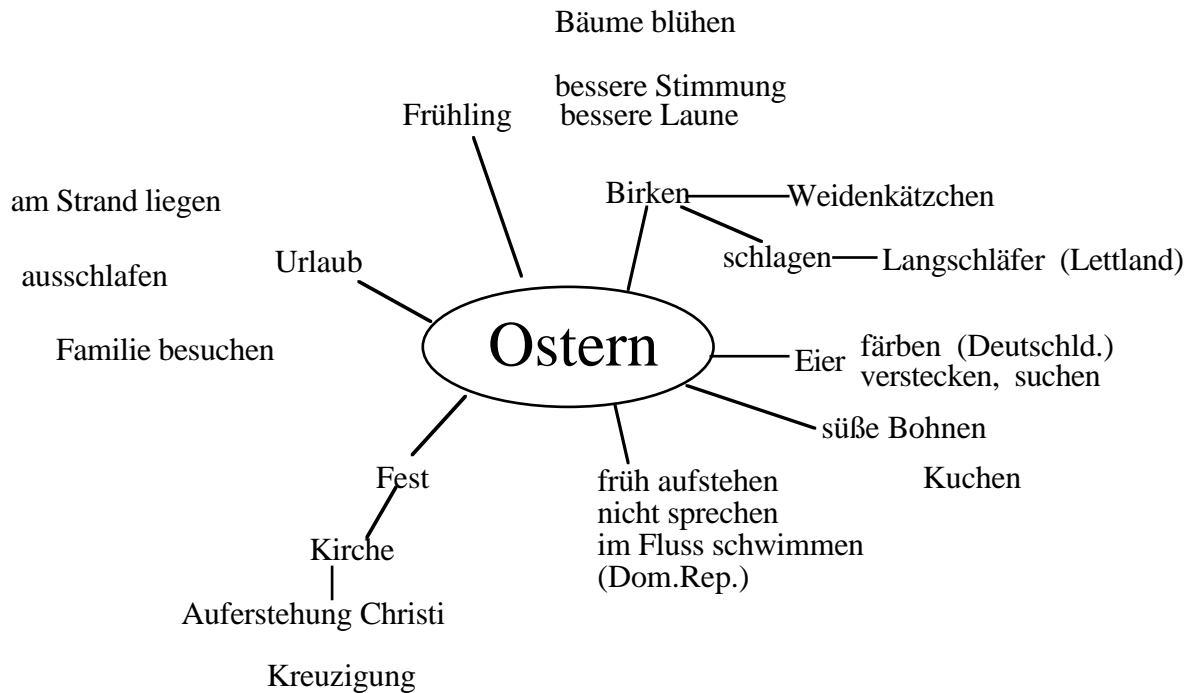 Bäume blühen
bessere Stimmung
Frühling
bessere Laune
Birken
Weidenkätzchen
am Strand liegen
schlagen
Langschläfer (Lettland)
Urlaub
ausschlafen
Ostern
Familie besuchen
Eier
färben (Deutschld.)
verstecken, suchen
süße Bohnen
Kuchen
Fest
früh aufstehen
nicht sprechen
im Fluss schwimmen
(Dom.Rep.)
Kirche
Auferstehung Christi
Kreuzigung